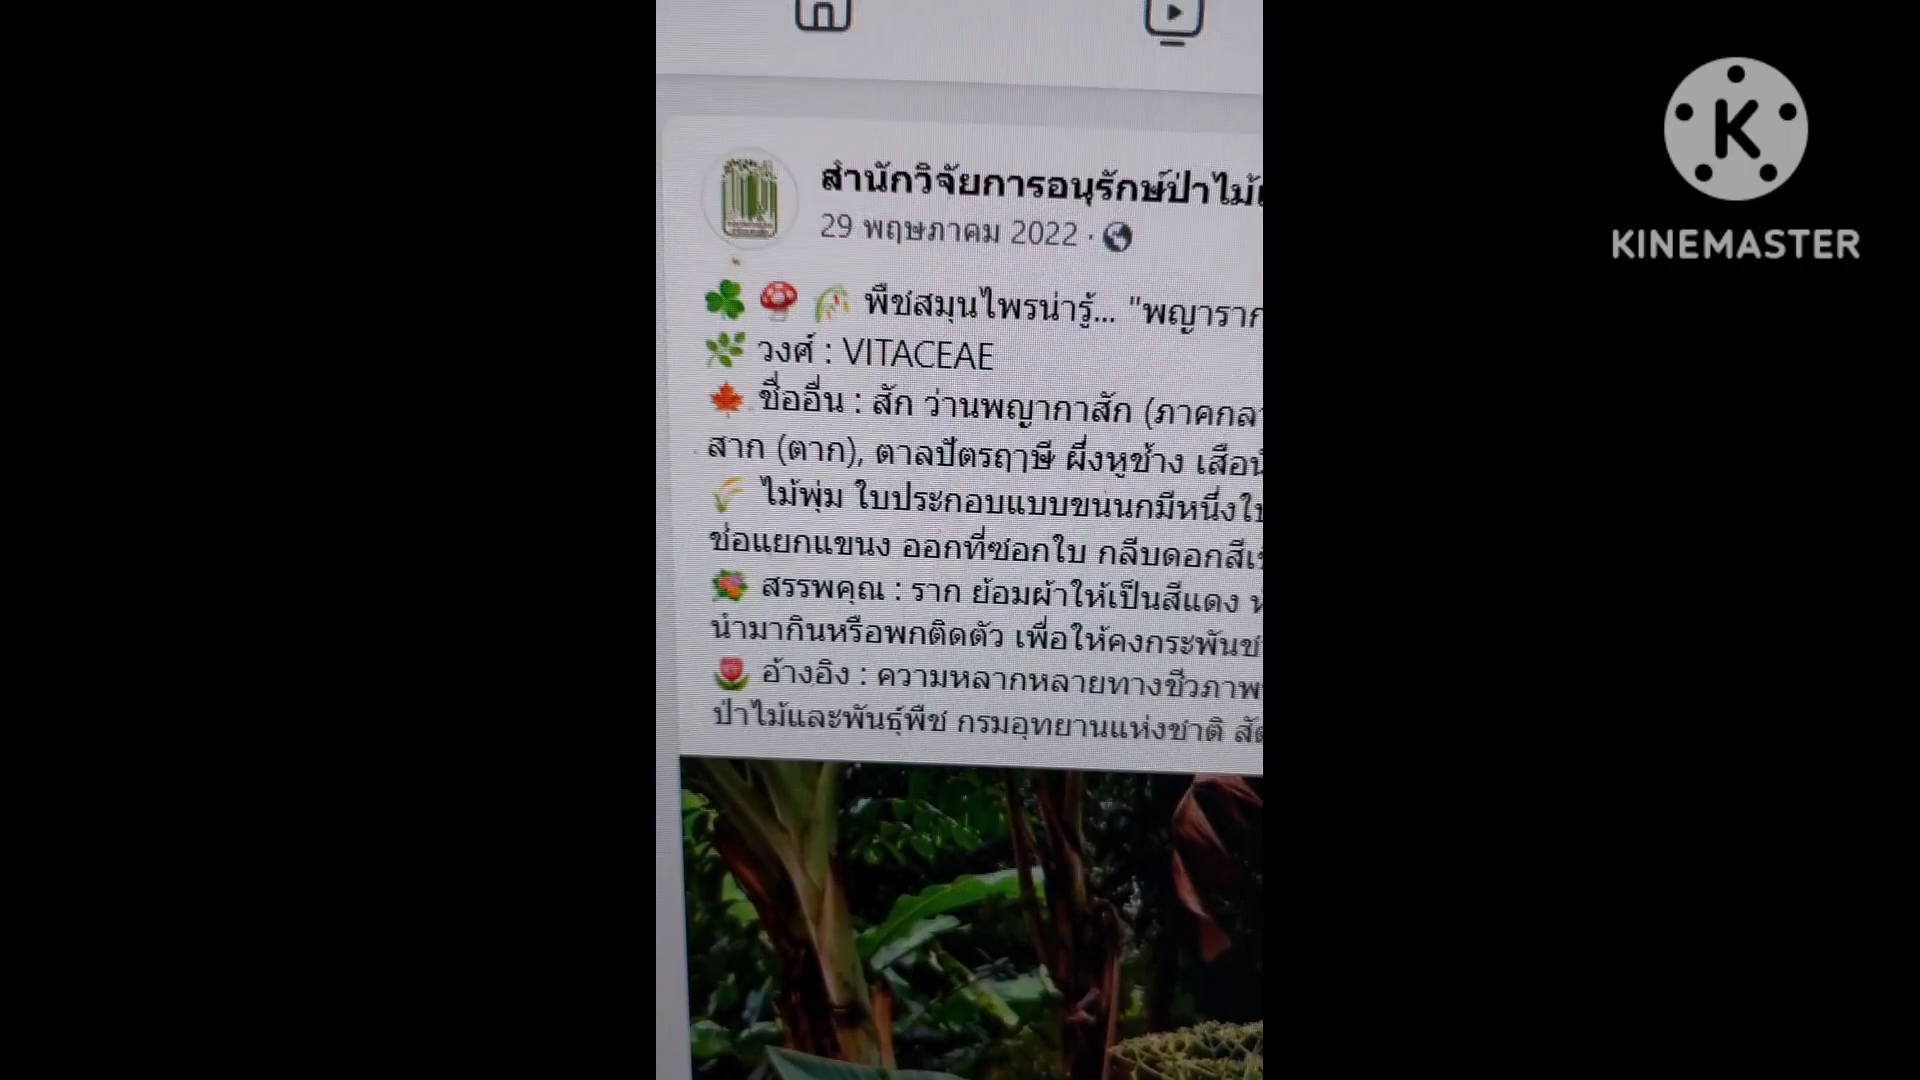 สำนักวิจัยการอนุรักษ์ป่าไม้
29 พฤษภาคม 2022 ·
พืชสมุนไพรน่ารู้... "พญาราก
วงศ์ : VITACEAE
ชื่ออื่น : สัก ว่านพญากาสัก (ภาคกลา
สาก (ตาก), ตาลปัตรฤาษี ผึ่งหูช้าง เสือน
ไม้พุ่ม ใบประกอบแบบขนนกมีหนึ่งใบ
ช่อแยกแขนง ออกที่ซอกใบ กลีบดอกสีเ
สรรพคุณ : ราก ย้อมผ้าให้เป็นสีแดง ห
นำมากินหรือพกติดตัว เพื่อให้คงกระพันช
อ้างอิง : ความหลากหลายทางชีวภาพ
ป่าไม้และพันธุ์พืช กรมอุทยานแห่งชาติ สัต
K
KINEMASTER